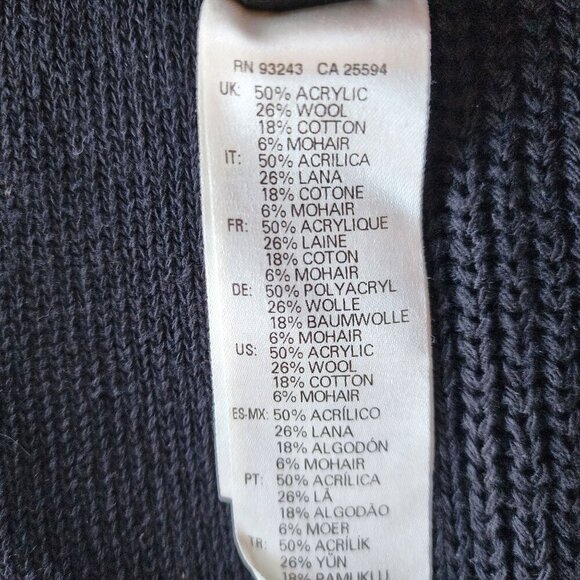 RN 93243 CA 25594
UK: 50% ACRYLIC
26% WOOL
18% COTTON
6% MOHAIR
IT: 50% ACRILICA
26% LANA
18% COTONE
6% MOHAIR
FR: 50% ACRYLIQUE
26% LAINE
18% COTON
6% MOHAIR
DE: 50% POLYACRYL
26% WOLLE
18% BAUMWOLLE
6% MOHAIR
US: 50% ACRYLIC
26% WOOL
18% COTTON
6% MOHAIR
ES-MX: 50% ACRÍLICO
26% LANA
18% ALGODÓN
6% MOHAIR
PT: 50% ACRÍLICA
26% LÃ
18% ALGODÃO
6% MOER
TR: 50% AKRİLİK
26% YÜN
18% PAMUKLU